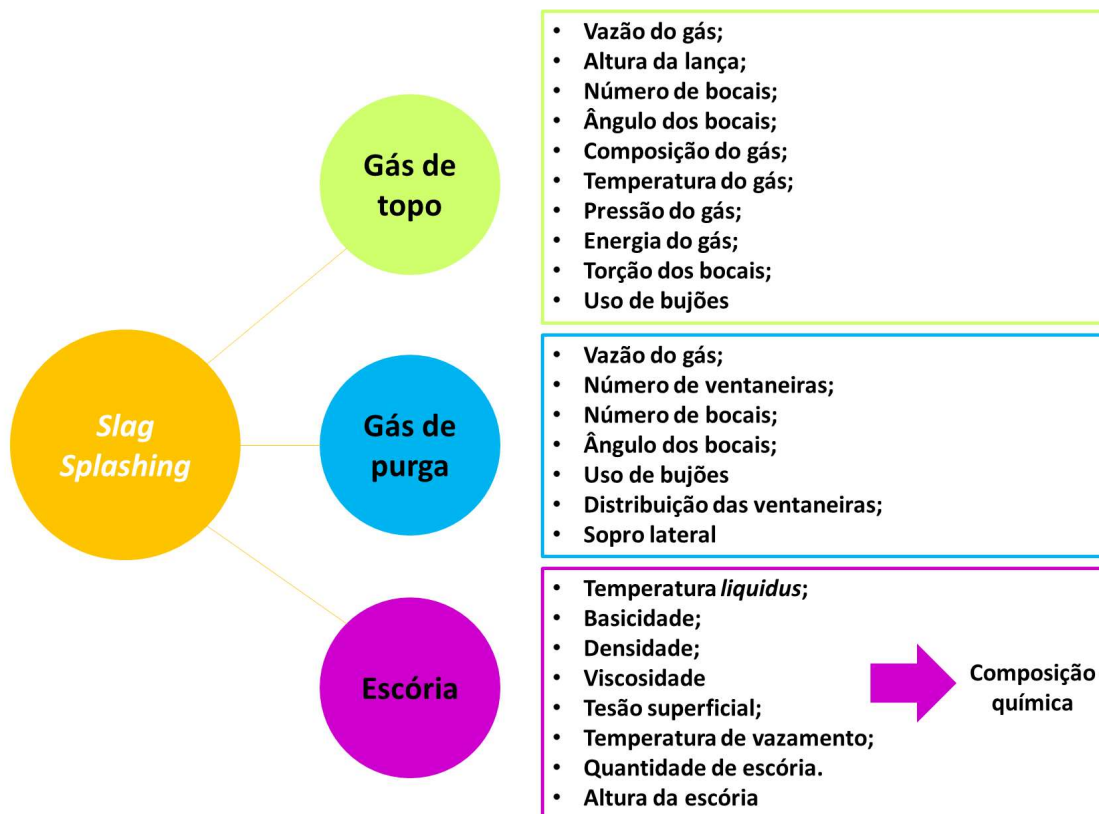 Slag
Splashing
Gás de
topo
• Vazão do gás;
• Altura da lança;
• Número de bocais;
• Ângulo dos bocais;
• Composição do gás;
• Temperatura do gás;
• Pressão do gás;
• Energia do gás;
• Torção dos bocais;
• Uso de bujões
Gás de
purga
• Vazão do gás;
• Número de ventaneiras;
• Número de bocais;
• Ângulo dos bocais;
• Uso de bujões
• Distribuição das ventaneiras;
• Sopro lateral
Escória
• Temperatura liquidus;
• Basicidade;
• Densidade;
• Viscosidade
• Tesão superficial;
• Temperatura de vazamento;
• Quantidade de escória.
• Altura da escória
Composição
química